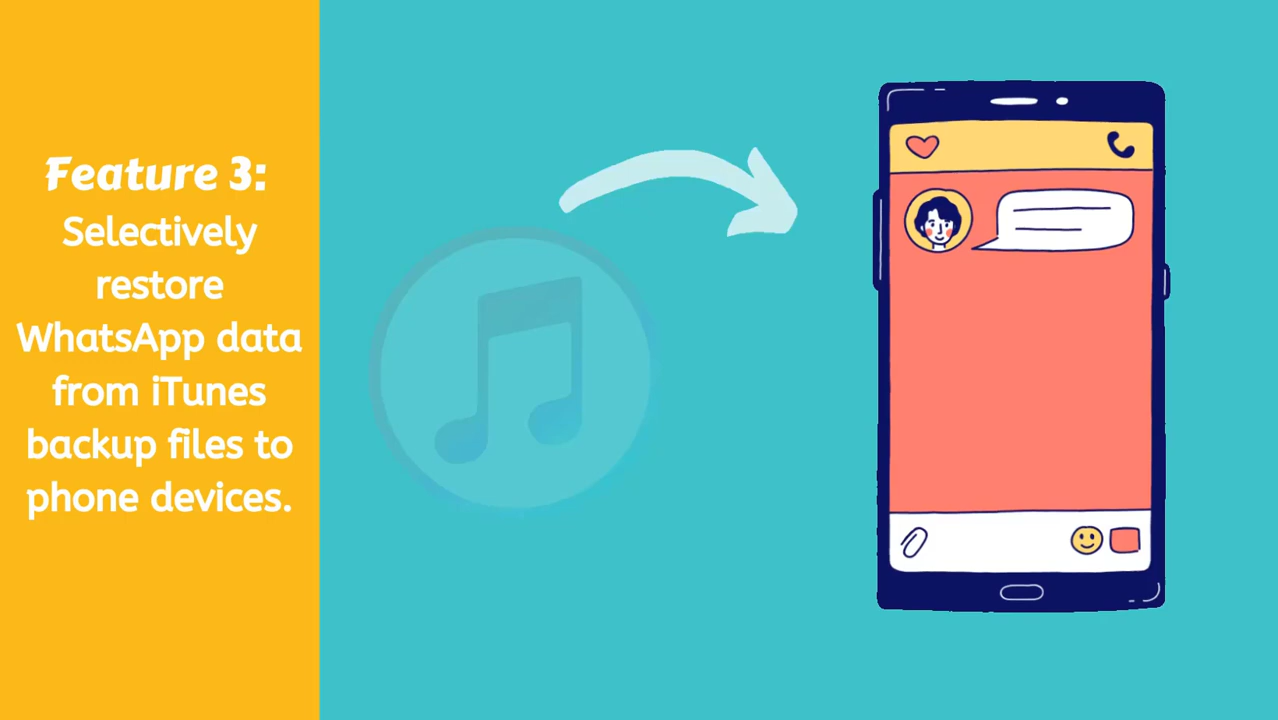 Feature 3:
Selectively
restore
WhatsApp data
from iTunes
backup files to
phone devices.